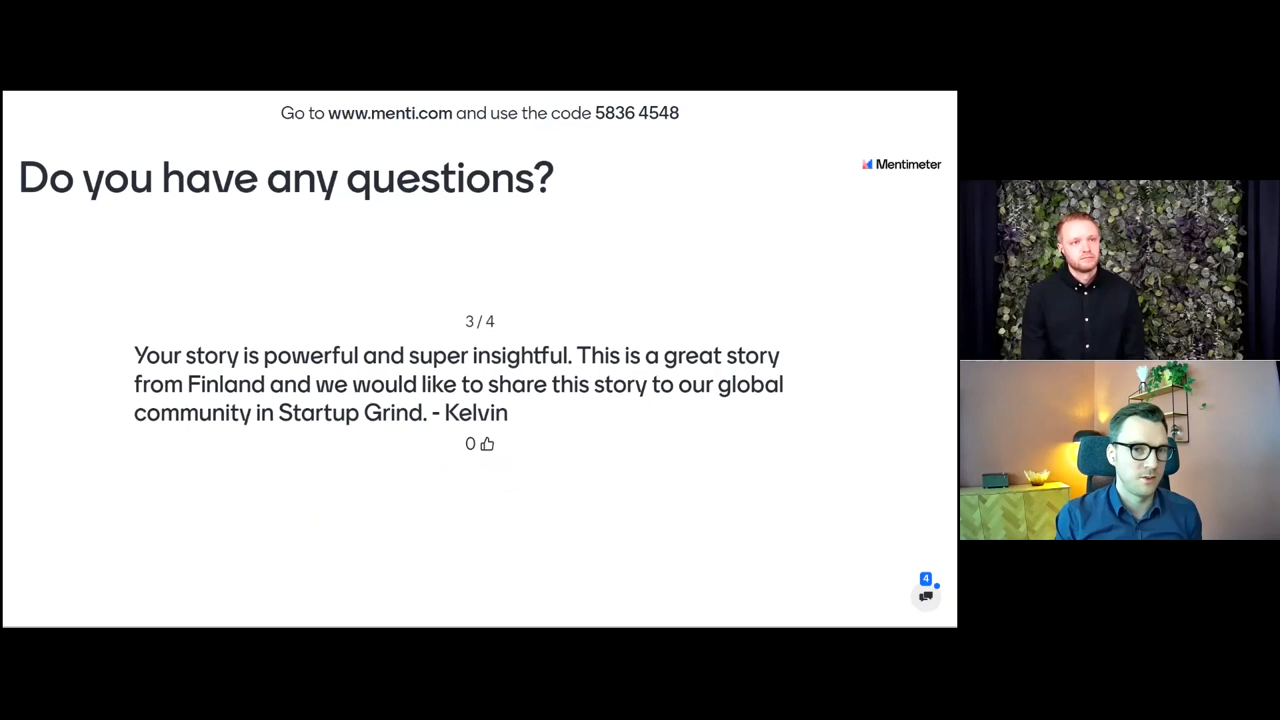 Go to www.menti.com and use the code 5836 4548
Do you have any questions?
Mentimeter
3 / 4
Your story is powerful and super insightful. This is a great story
from Finland and we would like to share this story to our global
community in Startup Grind. - Kelvin
0
4